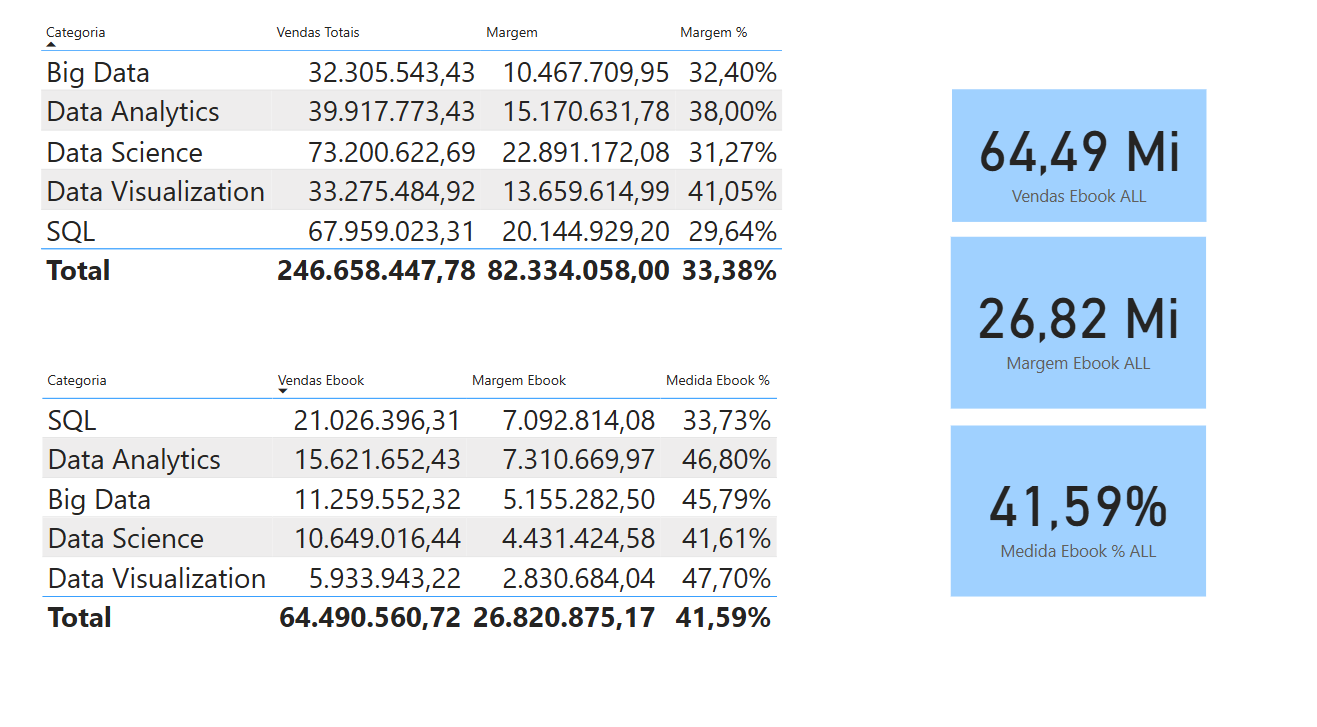 Categoria Vendas Totais Margem Margem %
Big Data 32.305.543,43 10.467.709,95 32,40%
Data Analytics 39.917.773,43 15.170.631,78 38,00%
Data Science 73.200.622,69 22.891.172,08 31,27%
Data Visualization 33.275.484,92 13.659.614,99 41,05%
SQL 67.959.023,31 20.144.929,20 29,64%
Total 246.658.447,78 82.334.058,00 33,38%
Categoria Vendas Ebook Margem Ebook Medida Ebook %
SQL 21.026.396,31 7.092.814,08 33,73%
Data Analytics 15.621.652,43 7.310.669,97 46,80%
Big Data 11.259.552,32 5.155.282,50 45,79%
Data Science 10.649.016,44 4.431.424,58 41,61%
Data Visualization 5.933.943,22 2.830.684,04 47,70%
Total 64.490.560,72 26.820.875,17 41,59%
64,49 Mi
Vendas Ebook ALL
26,82 Mi
Margem Ebook ALL
41,59%
Medida Ebook % ALL